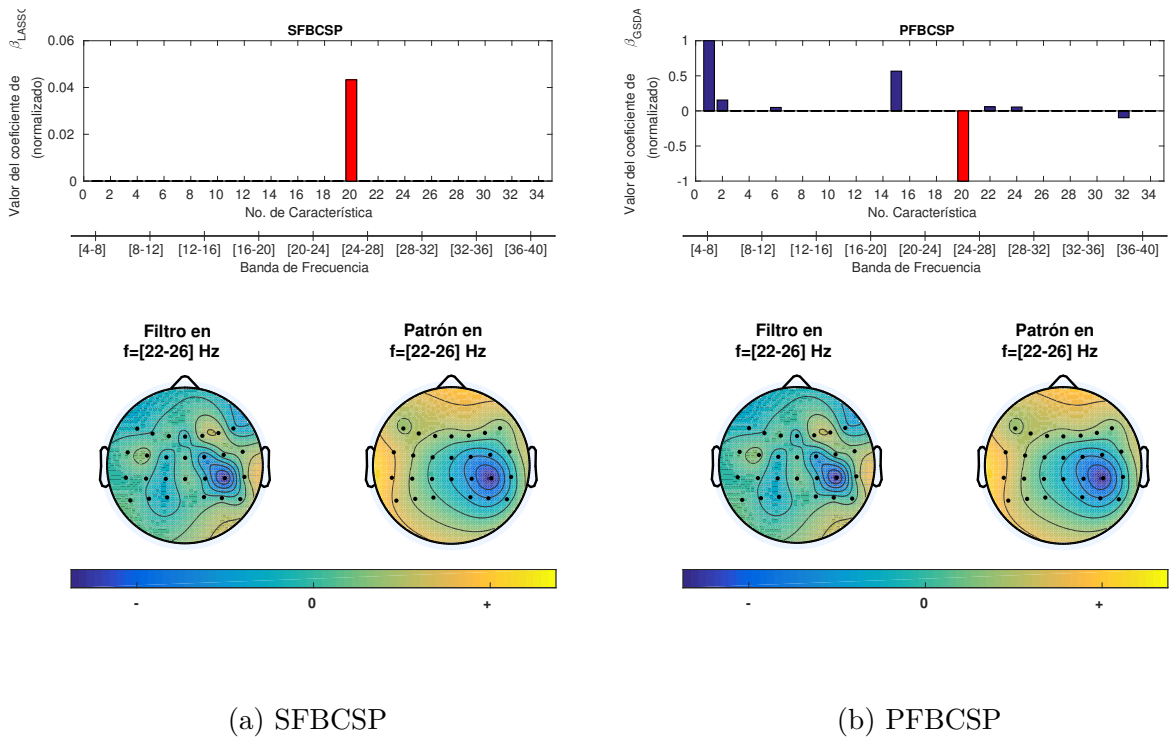 SFBCSP
Valor del coeficiente de
(normalizado)
0.06
0.04
0.02
0
0 2 4 6 8 10 12 14 16 18 20 22 24 26 28 30 32 34
No. de Característica
[4-8] [8-12] [12-16] [16-20] [20-24] [24-28] [28-32] [32-36] [36-40]
Banda de Frecuencia
Filtro en
f=[22-26] Hz
Patrón en
f=[22-26] Hz
- 0 +
(a) SFBCSP
PFBCSP
Valor del coeficiente de β_GSDA
(normalizado)
1
0.5
0
-0.5
-1
0 2 4 6 8 10 12 14 16 18 20 22 24 26 28 30 32 34
No. Característica
[4-8] [8-12] [12-16] [16-20] [20-24] [24-28] [28-32] [32-36] [36-40]
Banda de Frecuencia
Filtro en
f=[22-26] Hz
Patrón en
f=[22-26] Hz
- 0 +
(b) PFBCSP